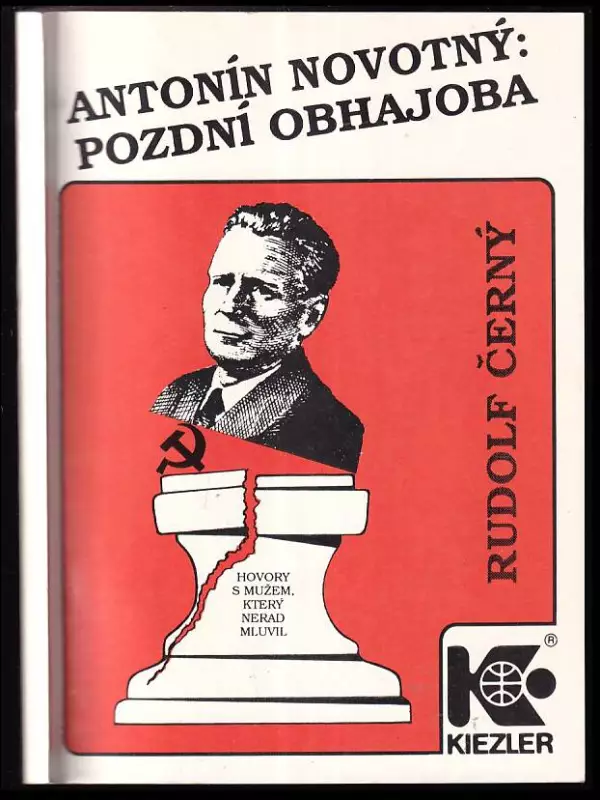 ANTONÍN NOVOTNÝ:
POZDNÍ OBHAJOBA
RUDOLF ČERNÝ
HOVORY
S MUŽEM,
KTERÝ
NERAD
MLUVIL
®
KIEZLER